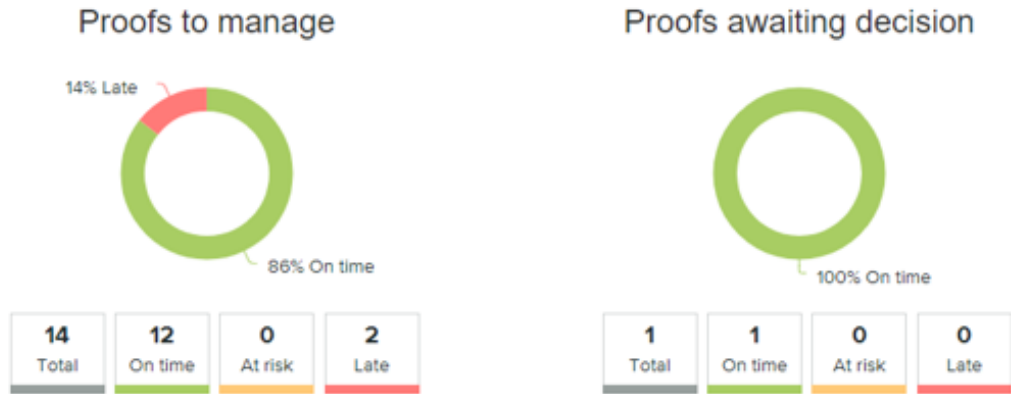 Proofs to manage
14% Late
86% On time
14
Total
12
On time
0
At risk
2
Late
Proofs awaiting decision
100% On time
1
Total
1
On time
0
At risk
0
Late